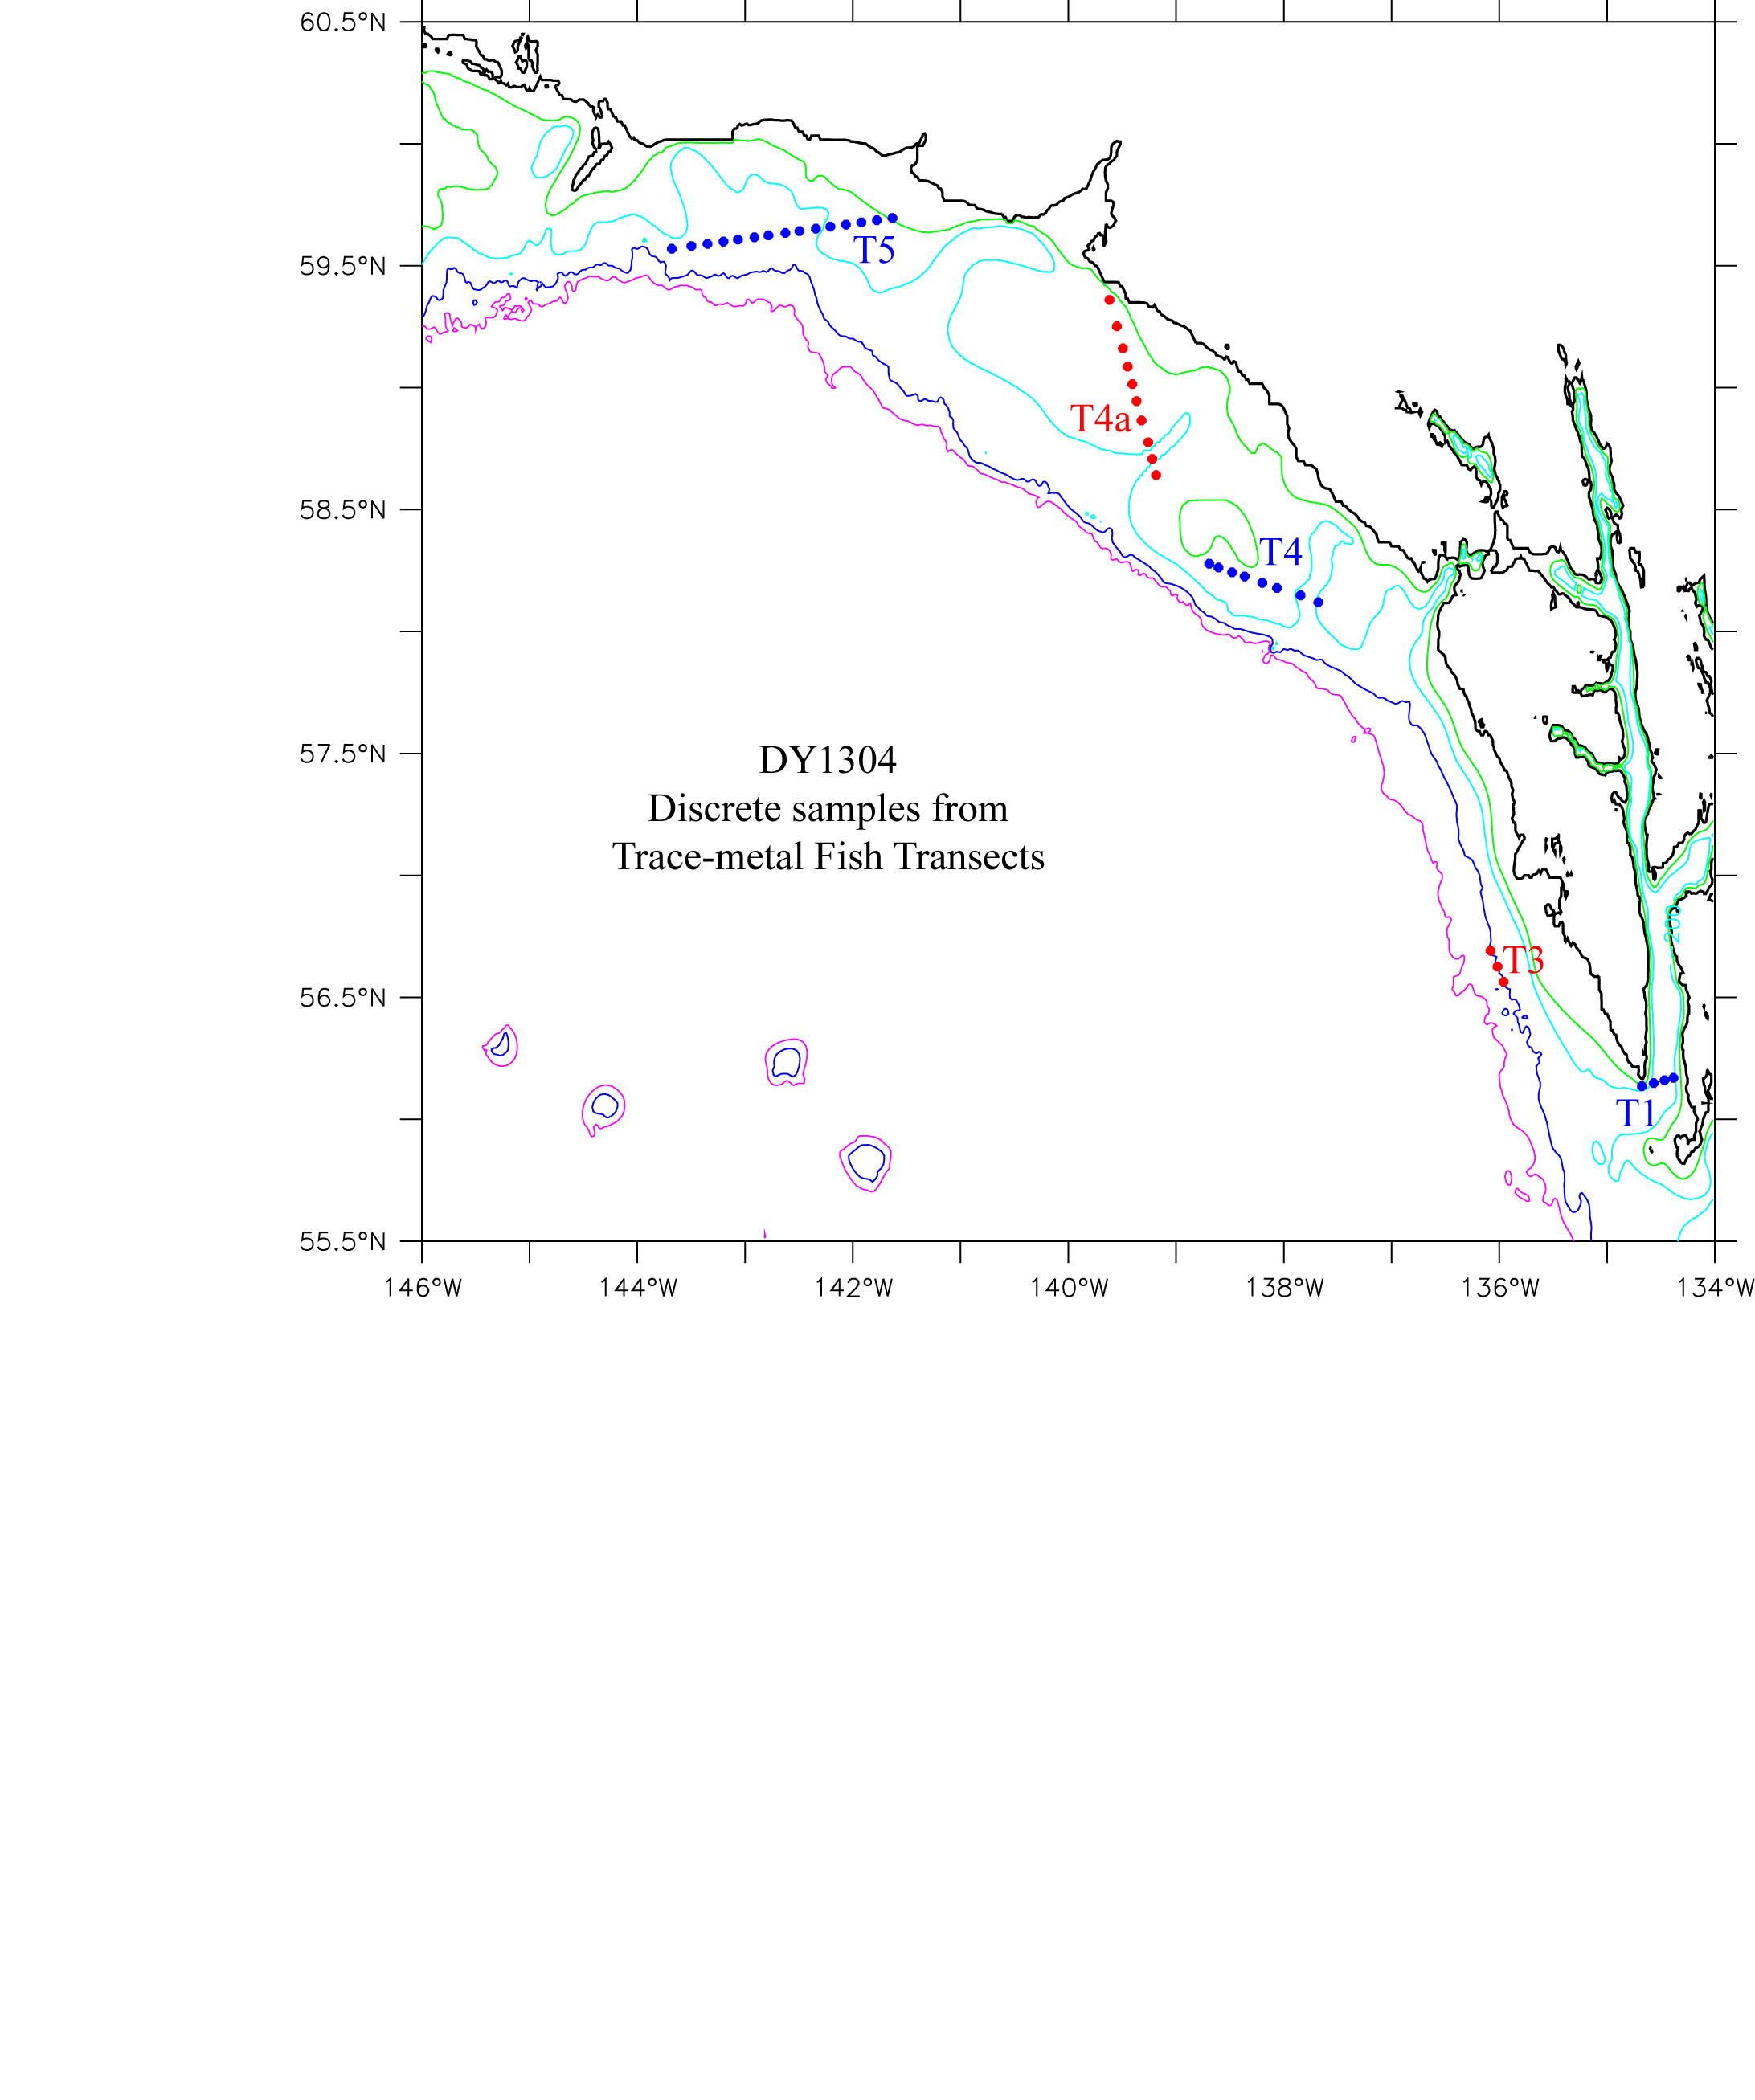 60.5°N
T5
59.5°N
T4a
58.5°N
T4
57.5°N
DY1304
Discrete samples from
Trace-metal Fish Transects
200
T3
56.5°N
T1
55.5°N
146°W 144°W 142°W 140°W 138°W 136°W 134°W